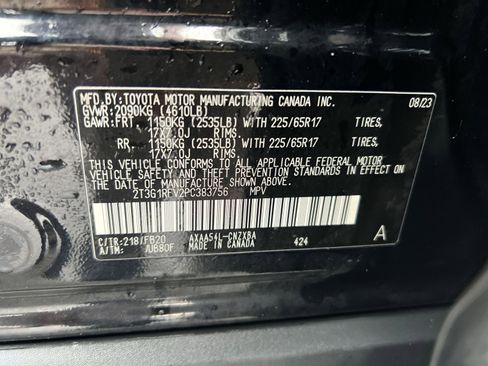 MFD.BY:TOYOTA MOTOR MANUFACTURING CANADA INC. 08/23
GVWR:2090KG (4610LB)
GAWR:FRT. 1150KG (2535LB) WITH 225/65R17 TIRES,
17X7.0J RIMS.
RR. 1150KG (2535LB) WITH 225/65R17 TIRES,
17X7.0J RIMS.
THIS VEHICLE CONFORMS TO ALL APPLICABLE FEDERAL MOTOR
VEHICLE SAFETY AND THEFT PREVENTION STANDARDS IN EFFECT
ON THE DATE OF MANUFACTURE SHOWN ABOVE.
2T3G1RFV2PC383756 MPV
C/TR:218/FB20 AXAA54L-CNZXBA
A/TM: /UB80F MADE IN CANADA 424 A